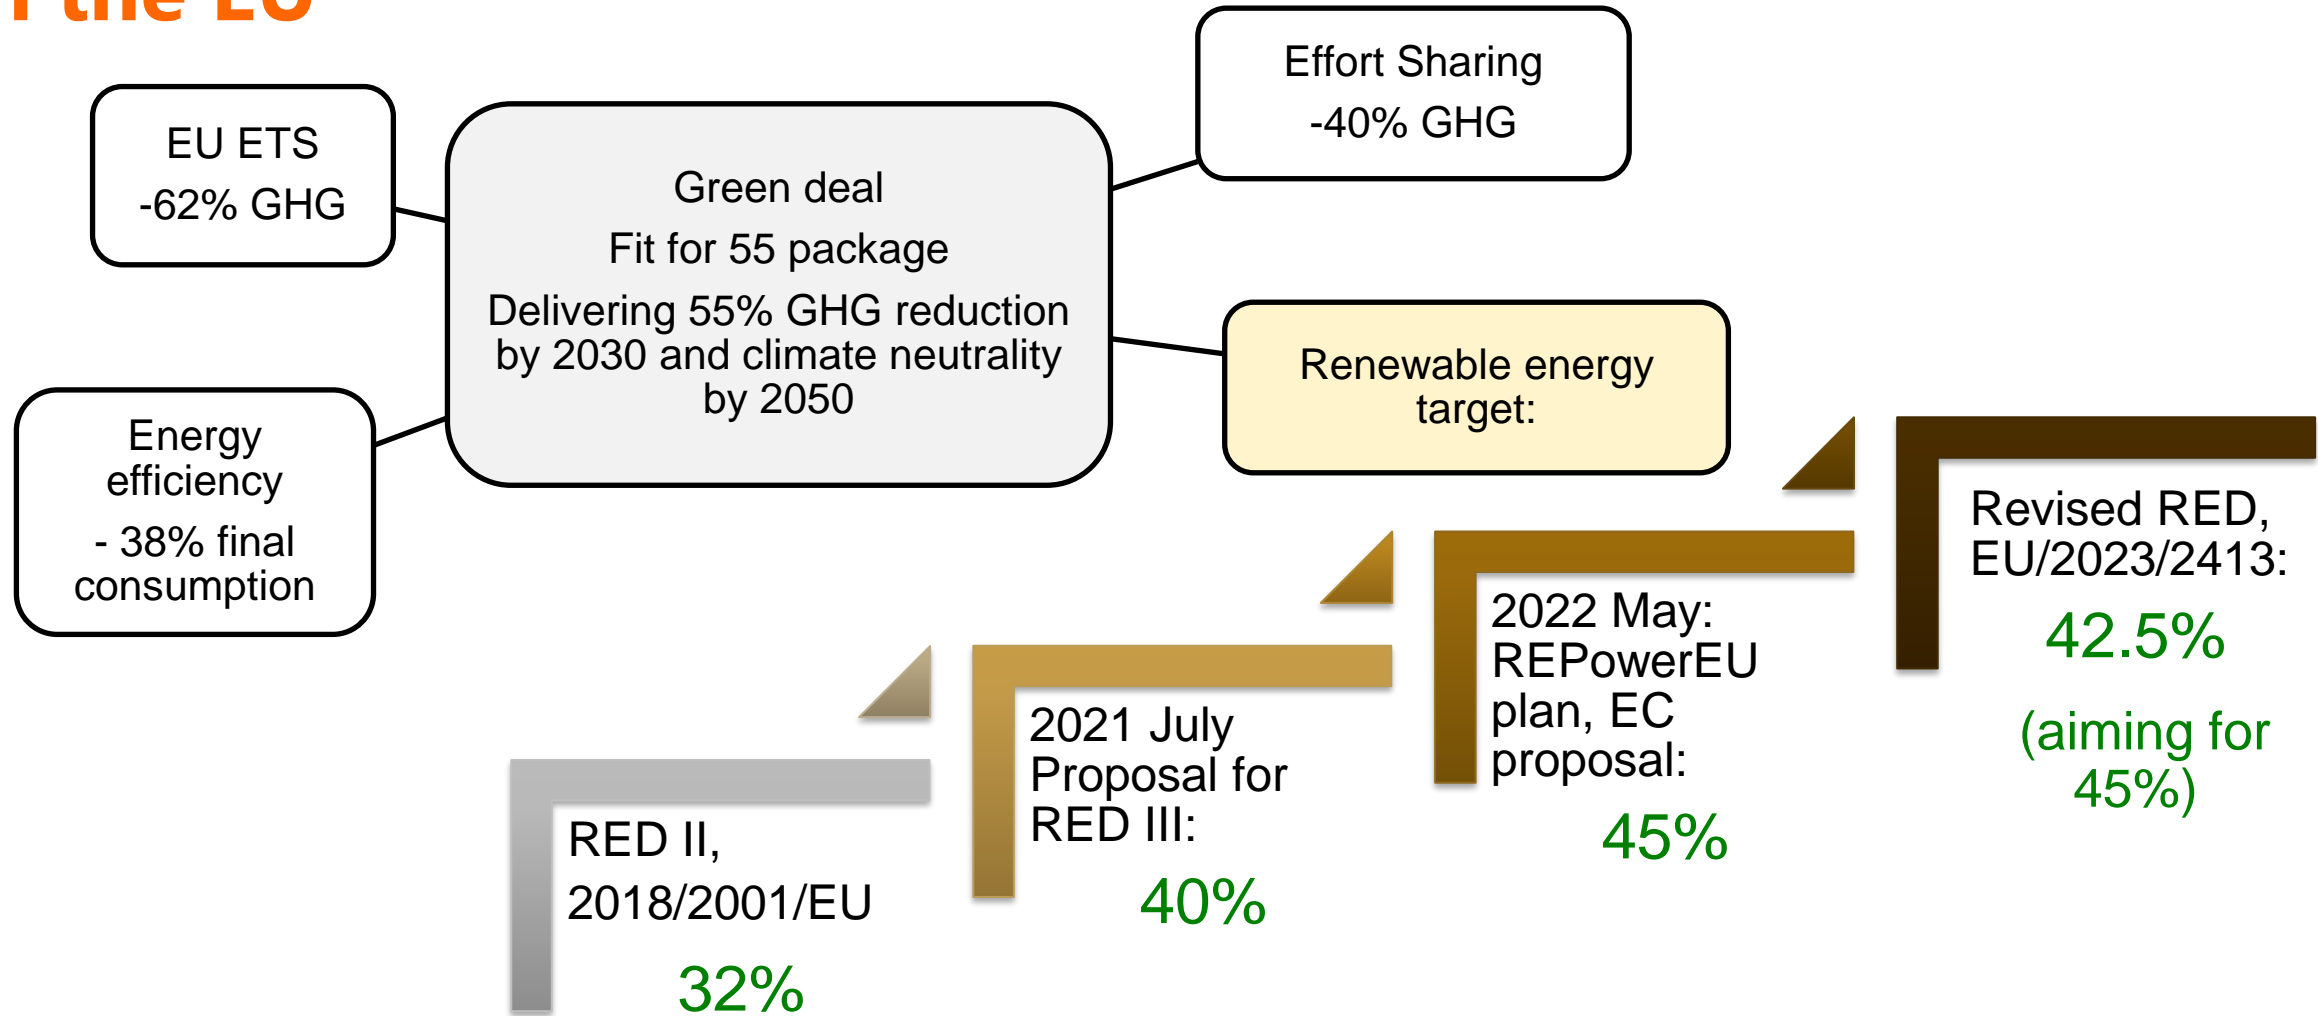 the EU
EU ETS
-62% GHG
Green deal
Fit for 55 package
Delivering 55% GHG reduction
by 2030 and climate neutrality
by 2050
Effort Sharing
-40% GHG
Energy
efficiency
- 38% final
consumption
Renewable energy
target:
RED II,
2018/2001/EU
32%
2021 July
Proposal for
RED III:
40%
2022 May:
REPowerEU
plan, EC
proposal:
45%
Revised RED,
EU/2023/2413:
42.5%
(aiming for
45%)